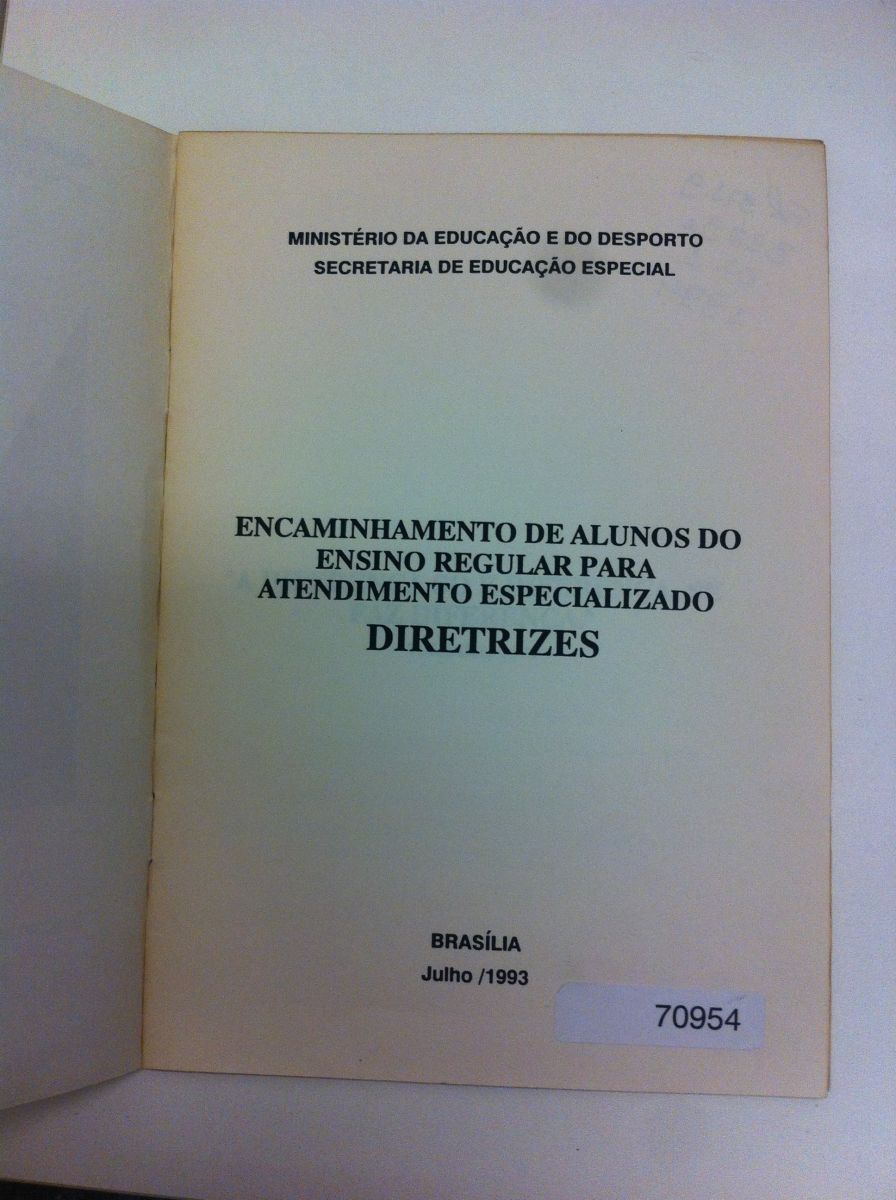 MINISTÉRIO DA EDUCAÇÃO E DO DESPORTO
SECRETARIA DE EDUCAÇÃO ESPECIAL
ENCAMINHAMENTO DE ALUNOS DO
ENSINO REGULAR PARA
ATENDIMENTO ESPECIALIZADO
DIRETRIZES
BRASÍLIA
Julho /1993
70954